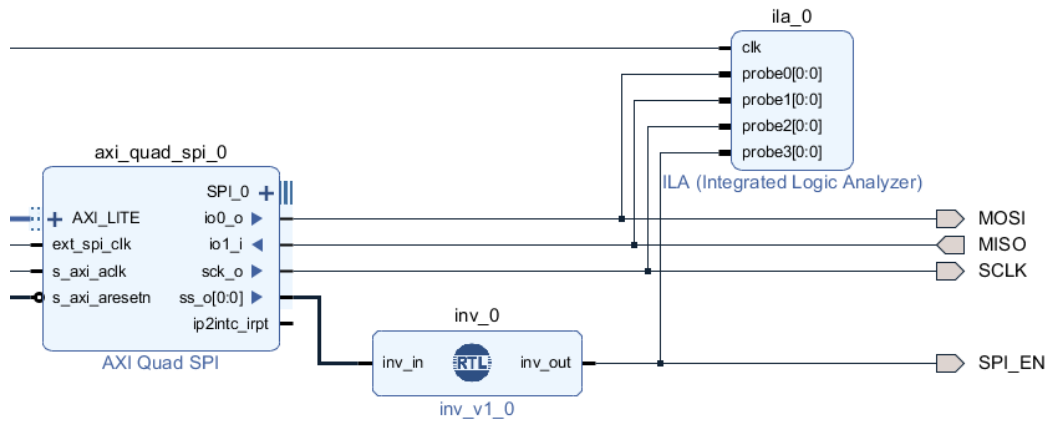 ila_0
clk
probe0[0:0]
probe1[0:0]
probe2[0:0]
probe3[0:0]
ILA (Integrated Logic Analyzer)
axi_quad_spi_0
SPI_0
AXI_LITE
io0_o
ext_spi_clk
io1_i
s_axi_aclk
sck_o
s_axi_aresetn
ss_o[0:0]
ip2intc_irpt
AXI Quad SPI
inv_0
inv_in
RTL
inv_out
inv_v1_0
MOSI
MISO
SCLK
SPI_EN